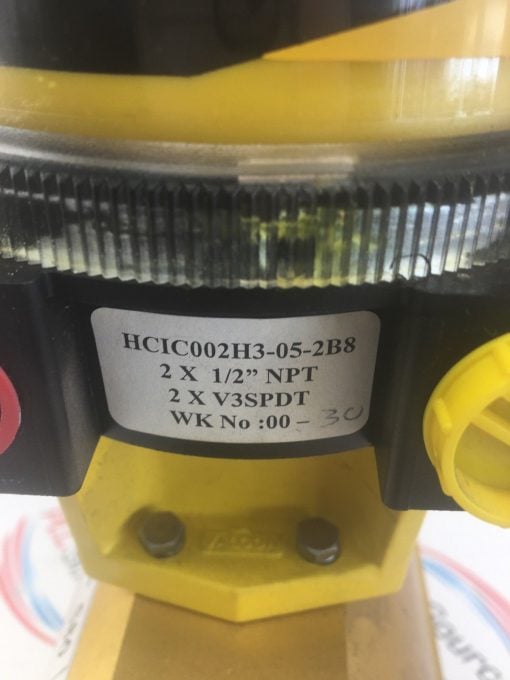 HCIC002H3-05-2B8
2 X 1/2” NPT
2 X V3SPDT
WK No :00 – 30